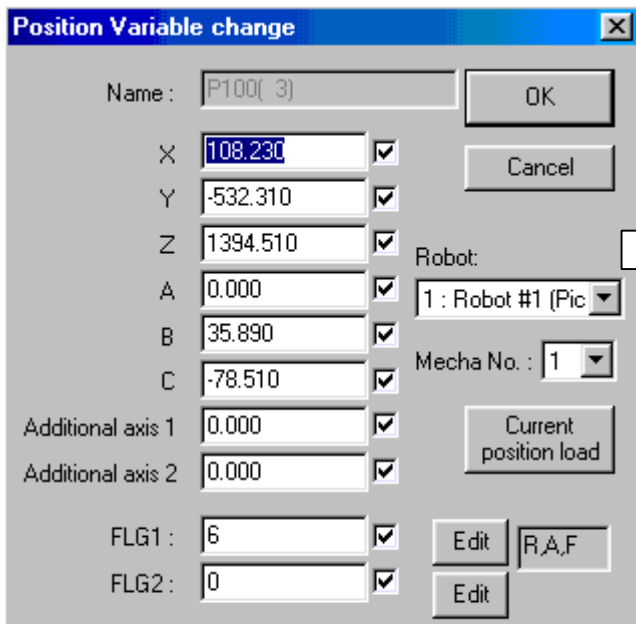 Position Variable change
Name : P100( 3) OK
X 108.230
Cancel
Y -532.310
Z 1394.510
Robot:
A 0.000 1 : Robot #1 (Pic
B 35.890
Mecha No. : 1
C -78.510
Additional axis 1 0.000 Current
position load
Additional axis 2 0.000
FLG1 : 6 Edit R,A,F
FLG2 : 0 Edit